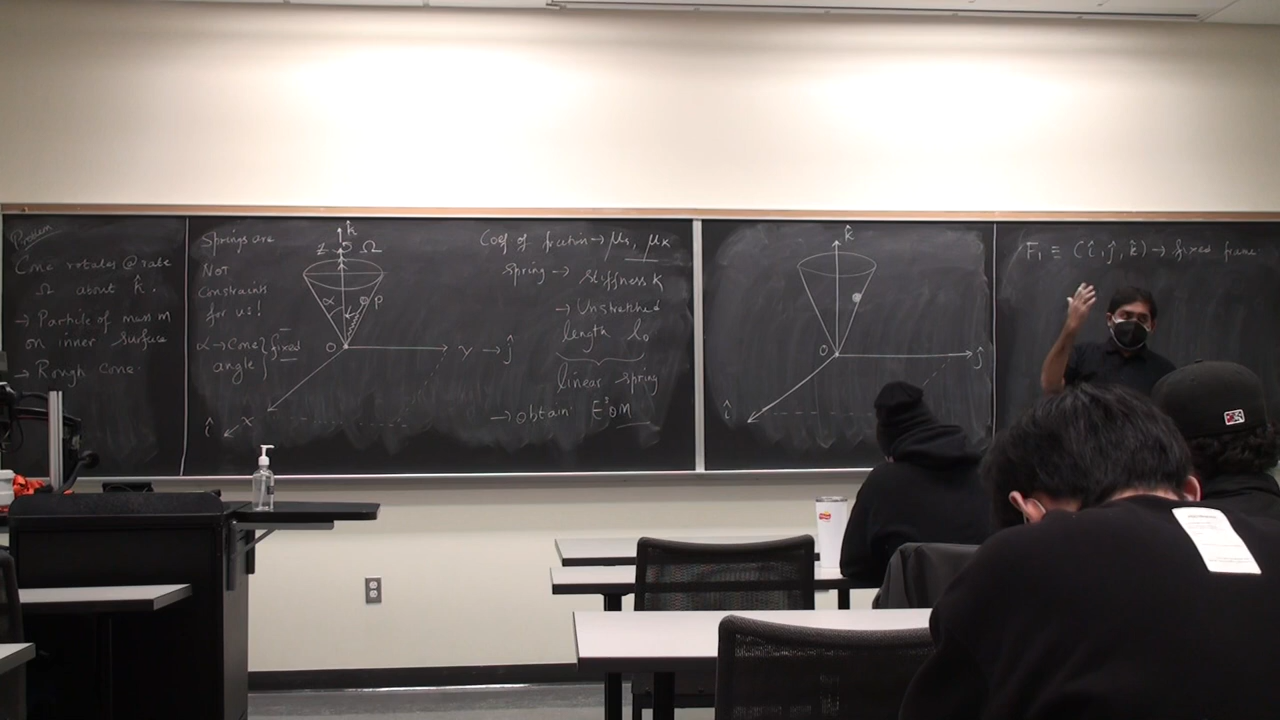 Problem
Cone rotates @ rate
Ω about k̂.
→ Particle of mass m
on inner surface
→ Rough Cone.
Springs are
NOT
Constraints
for us!
α → Cone
angle } fixed
k̂
Z Ω
α P
O
Y → ĵ
X
î
Coef of friction → μs, μk
spring → stiffness k
→ Unstretched
length l₀
linear spring
→ obtain EsOM
k̂
O
ĵ
î
F₁ ≡ (î, ĵ, k̂) → fixed frame